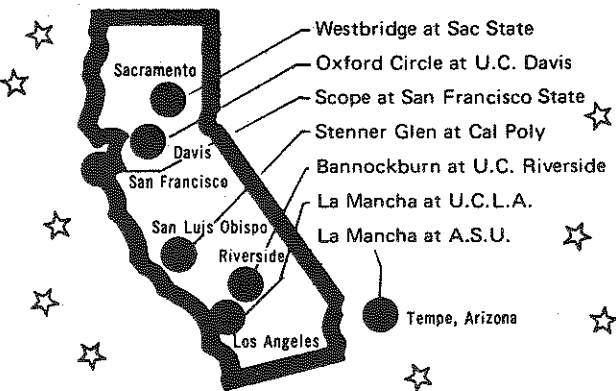 Westbridge at Sac State
Oxford Circle at U.C. Davis
Scope at San Francisco State
Stenner Glen at Cal Poly
Bannockburn at U.C. Riverside
La Mancha at U.C.L.A.
La Mancha at A.S.U.
Sacramento
Davis
San Francisco
San Luis Obispo
Riverside
Los Angeles
Tempe, Arizona